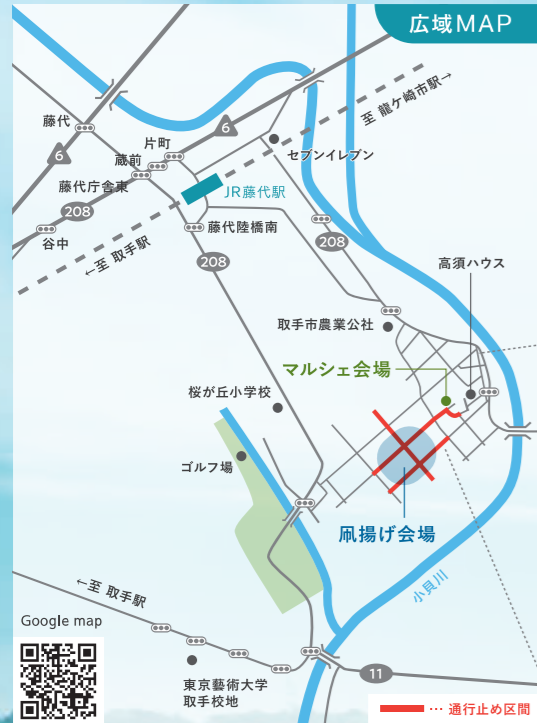 広域MAP
至 龍ケ崎市駅→
藤代
6
片町
6
蔵前
セブンイレブン
藤代庁舎東
JR藤代駅
208
谷中
藤代陸橋南
208
←至 取手駅
208
高須ハウス
取手市農業公社
マルシェ会場
桜が丘小学校
ゴルフ場
凧揚げ会場
小貝川
←至 取手駅
Google map
東京藝術大学
取手校地
11
… 通行止め区間